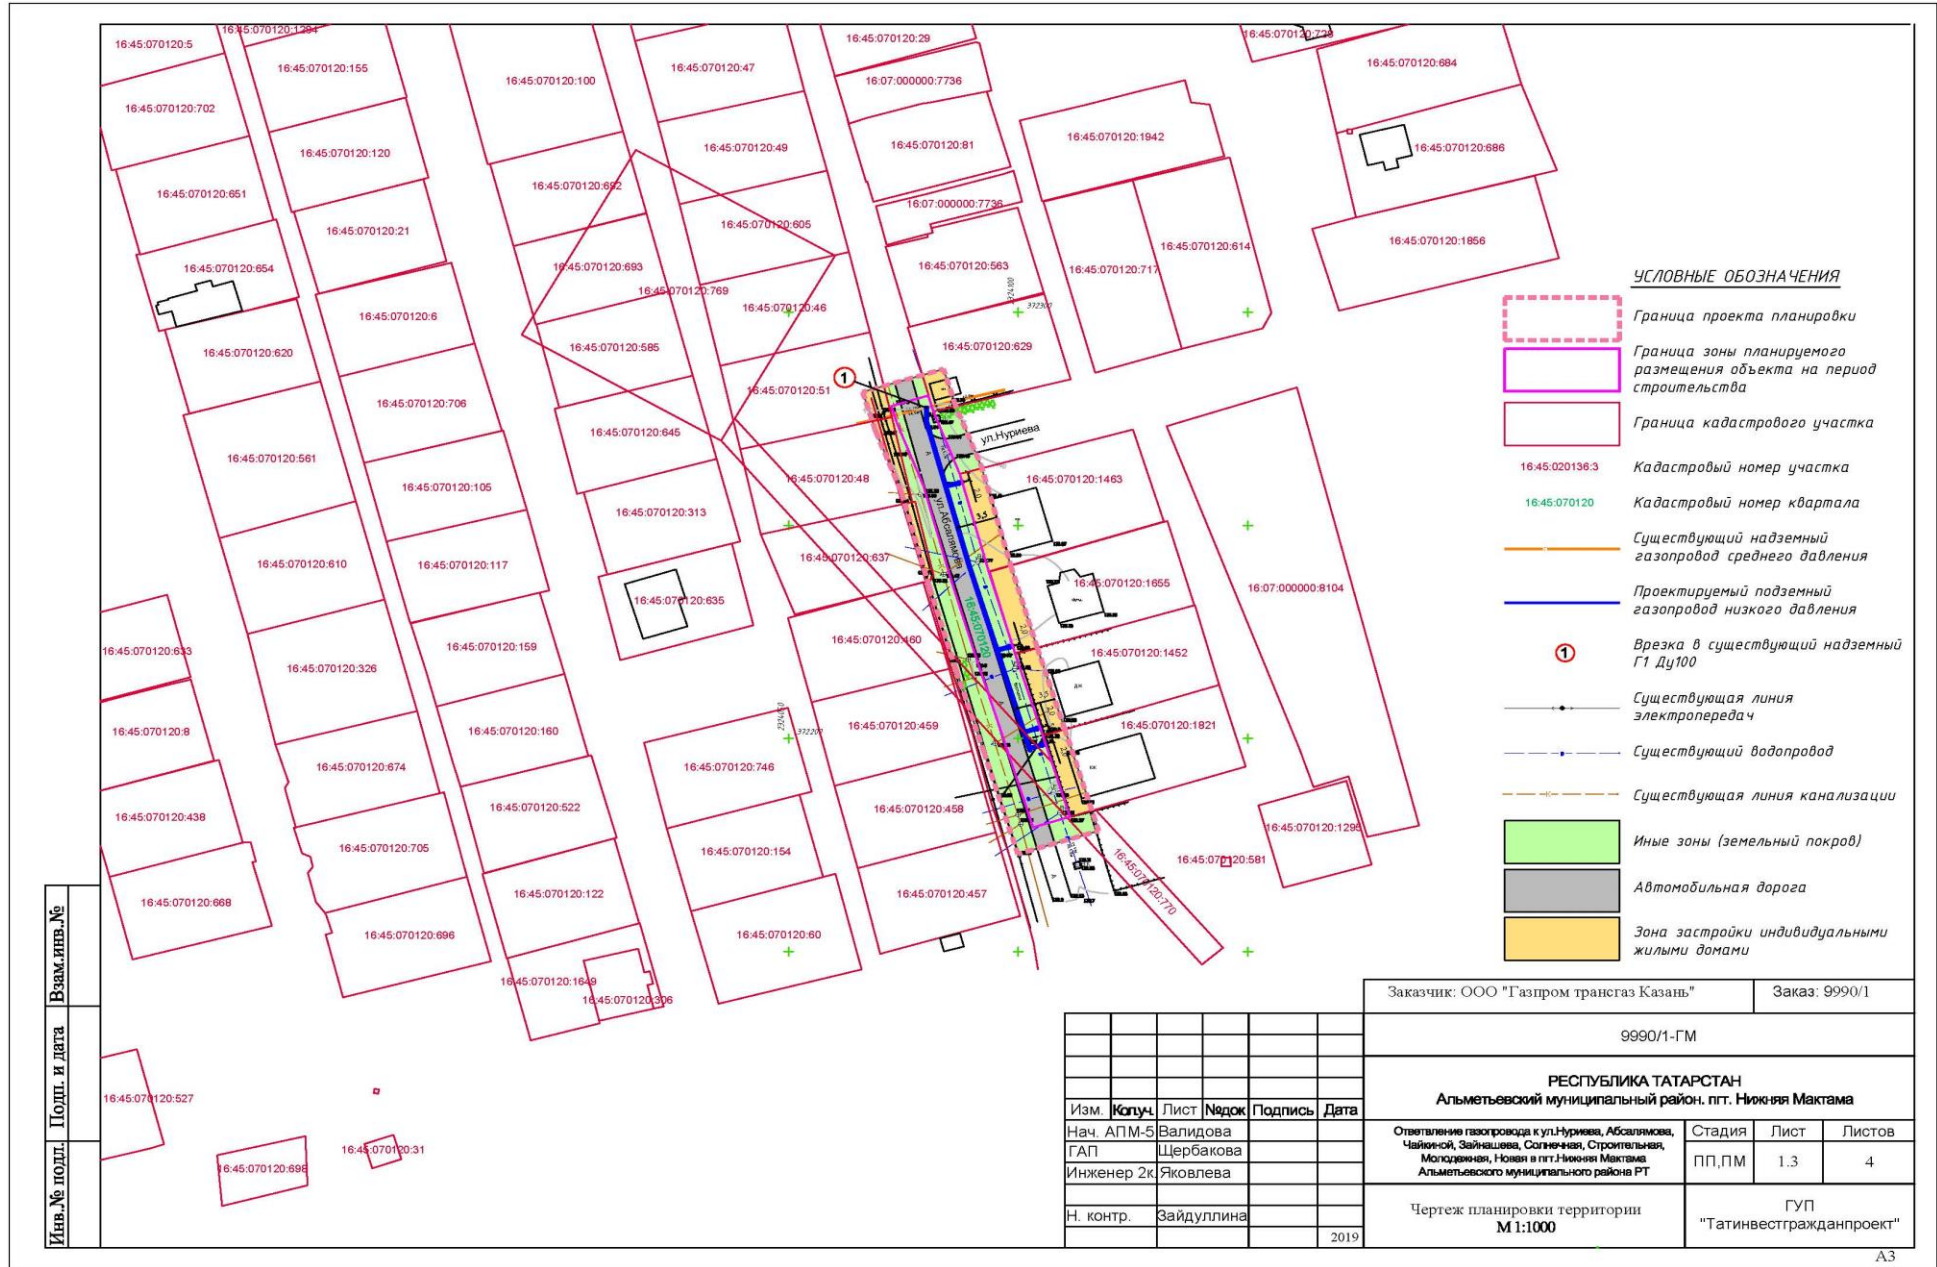 16:45:070120:5
16:45:070120:1294
16:45:070120:155
16:45:070120:100
16:45:070120:47
16:45:070120:29
16:45:070120:729
16:45:070120:684
16:07:000000:7736
16:45:070120:702
16:45:070120:120
16:45:070120:49
16:45:070120:81
16:45:070120:1942
16:45:070120:686
16:45:070120:651
16:45:070120:692
16:07:000000:7736
16:45:070120:21
16:45:070120:605
16:45:070120:614
16:45:070120:1856
16:45:070120:654
16:45:070120:693
16:45:070120:563
16:45:070120:717
16:45:070120:769
2324100
372300
16:45:070120:6
16:45:070120:46
16:45:070120:620
16:45:070120:585
16:45:070120:629
1
16:45:070120:706
16:45:070120:51
16:45:070120:645
ул.Нуриева
16:45:070120:561
16:45:070120:105
16:45:070120:48
16:45:070120:1463
2,0
3,5
16:45:070120:313
ул.Абсалямова
16:45:070120:610
16:45:070120:117
16:45:070120:637
16:45:070120:1655
16:07:000000:8104
16:45:070120:635
16:45:070120
2,0
16:45:070120:633
16:45:070120:159
16:45:070120:460
16:45:070120:1452
16:45:070120:326
3,5
2,0
2324050
372200
16:45:070120:8
16:45:070120:160
16:45:070120:459
16:45:070120:1821
16:45:070120:674
16:45:070120:746
16:45:070120:438
16:45:070120:522
16:45:070120:458
16:45:070120:1295
16:45:070120:705
16:45:070120:154
16:45:070120:581
16:45:070120:770
16:45:070120:668
16:45:070120:122
16:45:070120:457
16:45:070120:696
16:45:070120:60
16:45:070120:1649
16:45:070120:306
16:45:070120:527
16:45:070120:31
16:45:070120:698
УСЛОВНЫЕ ОБОЗНАЧЕНИЯ
Граница проекта планировки
Граница зоны планируемого
размещения объекта на период
строительства
Граница кадастрового участка
16:45:020136:3
Кадастровый номер участка
16:45:070120
Кадастровый номер квартала
Существующий надземный
газопровод среднего давления
Проектируемый подземный
газопровод низкого давления
1
Врезка в существующий надземный
Г1 Ду100
Существующая линия
электропередач
Существующий водопровод
Существующая линия канализации
Иные зоны (земельный покров)
Автомобильная дорога
Зона застройки индивидуальными
жилыми домами
Взам.инв.№
Подп. и дата
Инв.№ подл.
Заказчик: ООО "Газпром трансгаз Казань"
Заказ: 9990/1
9990/1-ГМ
РЕСПУБЛИКА ТАТАРСТАН
Альметьевский муниципальный район. пгт. Нижняя Мактама
Изм. Кол.уч. Лист №док Подпись Дата
Нач. АПМ-5 Валидова
ГАП Щербакова
Инженер 2к. Яковлева
Н. контр. Зайдуллина
2019
Ответвление газопровода к ул.Нуриева, Абсалямова,
Чайкиной, Зайнашева, Солнечная, Строительная,
Молодежная, Новая в пгт.Нижняя Мактама
Альметьевского муниципального района РТ
Стадия Лист Листов
ПП,ПМ 1.3 4
Чертеж планировки территории
М 1:1000
ГУП
"Татинвестгражданпроект"
А3